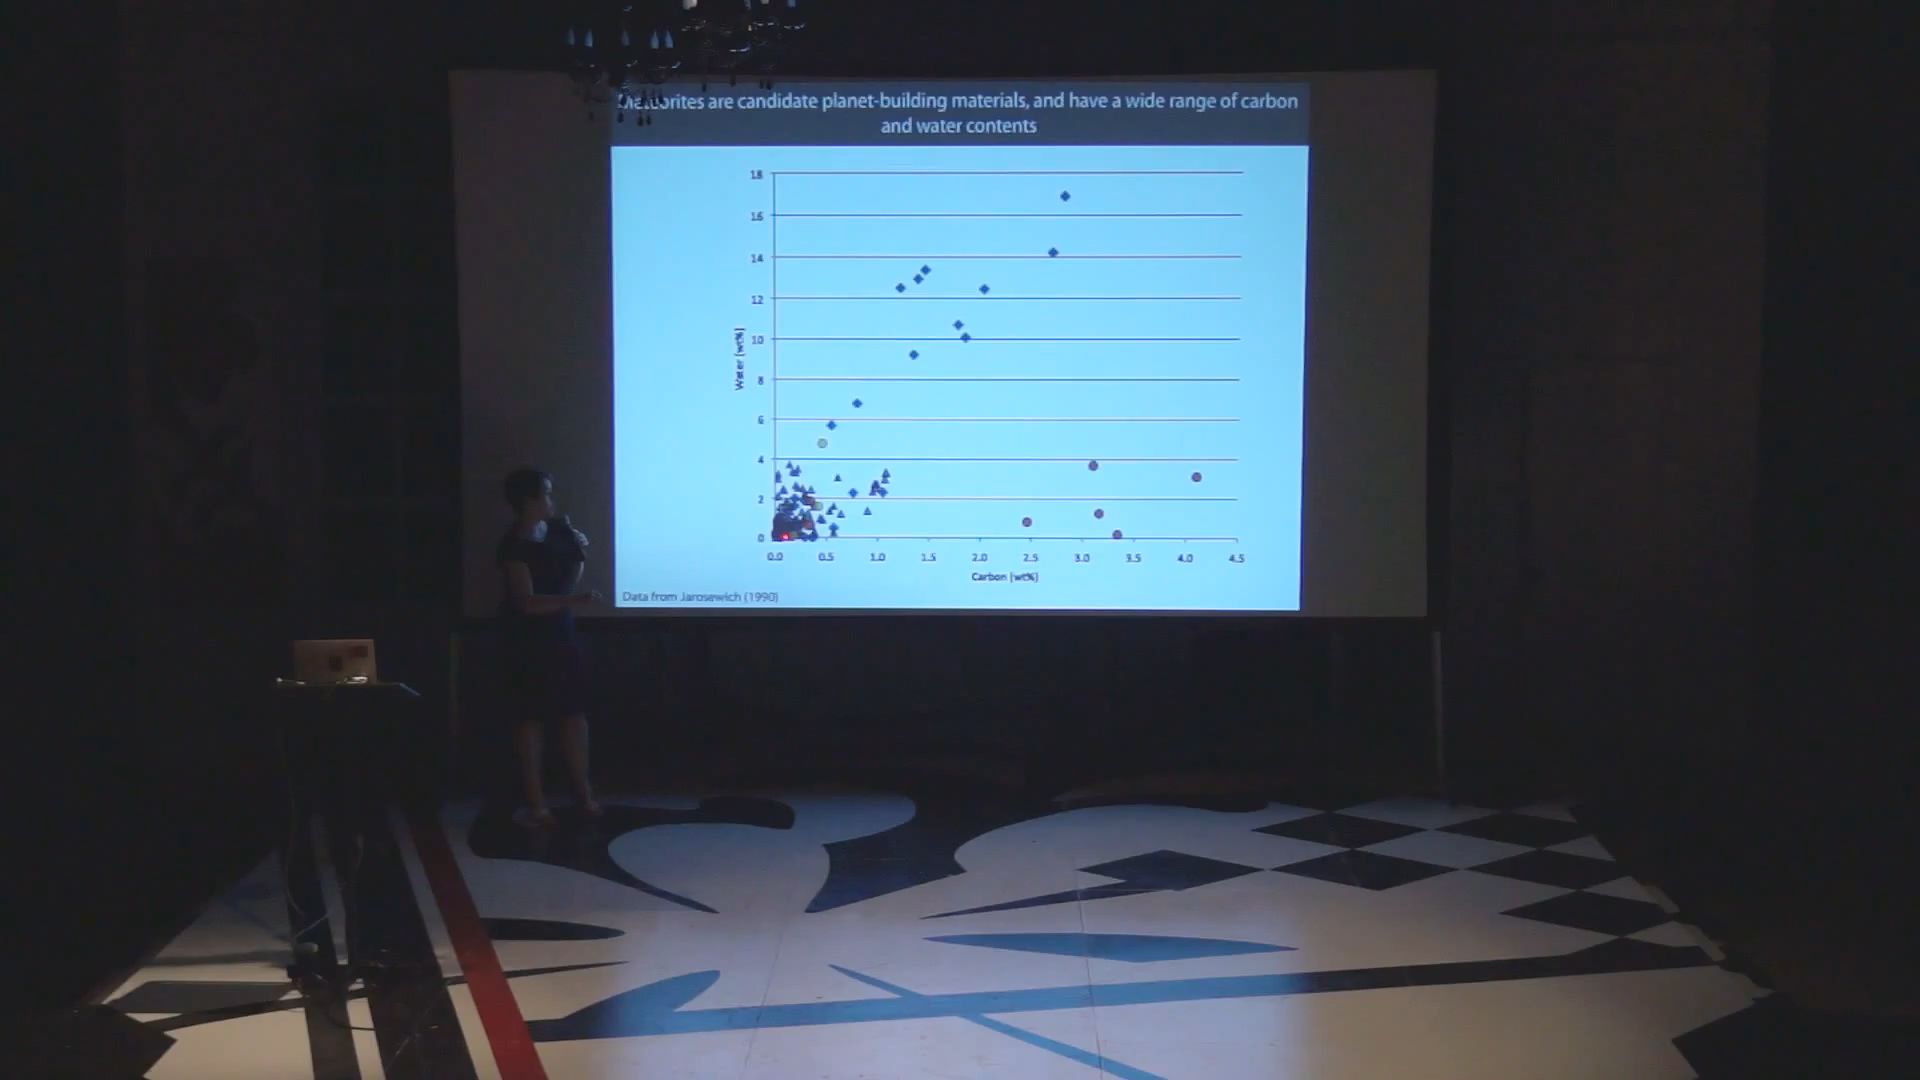 Meteorites are candidate planet-building materials, and have a wide range of carbon
and water contents
18
16
14
12
10
8
6
4
2
0
Water (wt%)
0.0 0.5 1.0 1.5 2.0 2.5 3.0 3.5 4.0 4.5
Carbon (wt%)
Data from Jarosewich (1990)